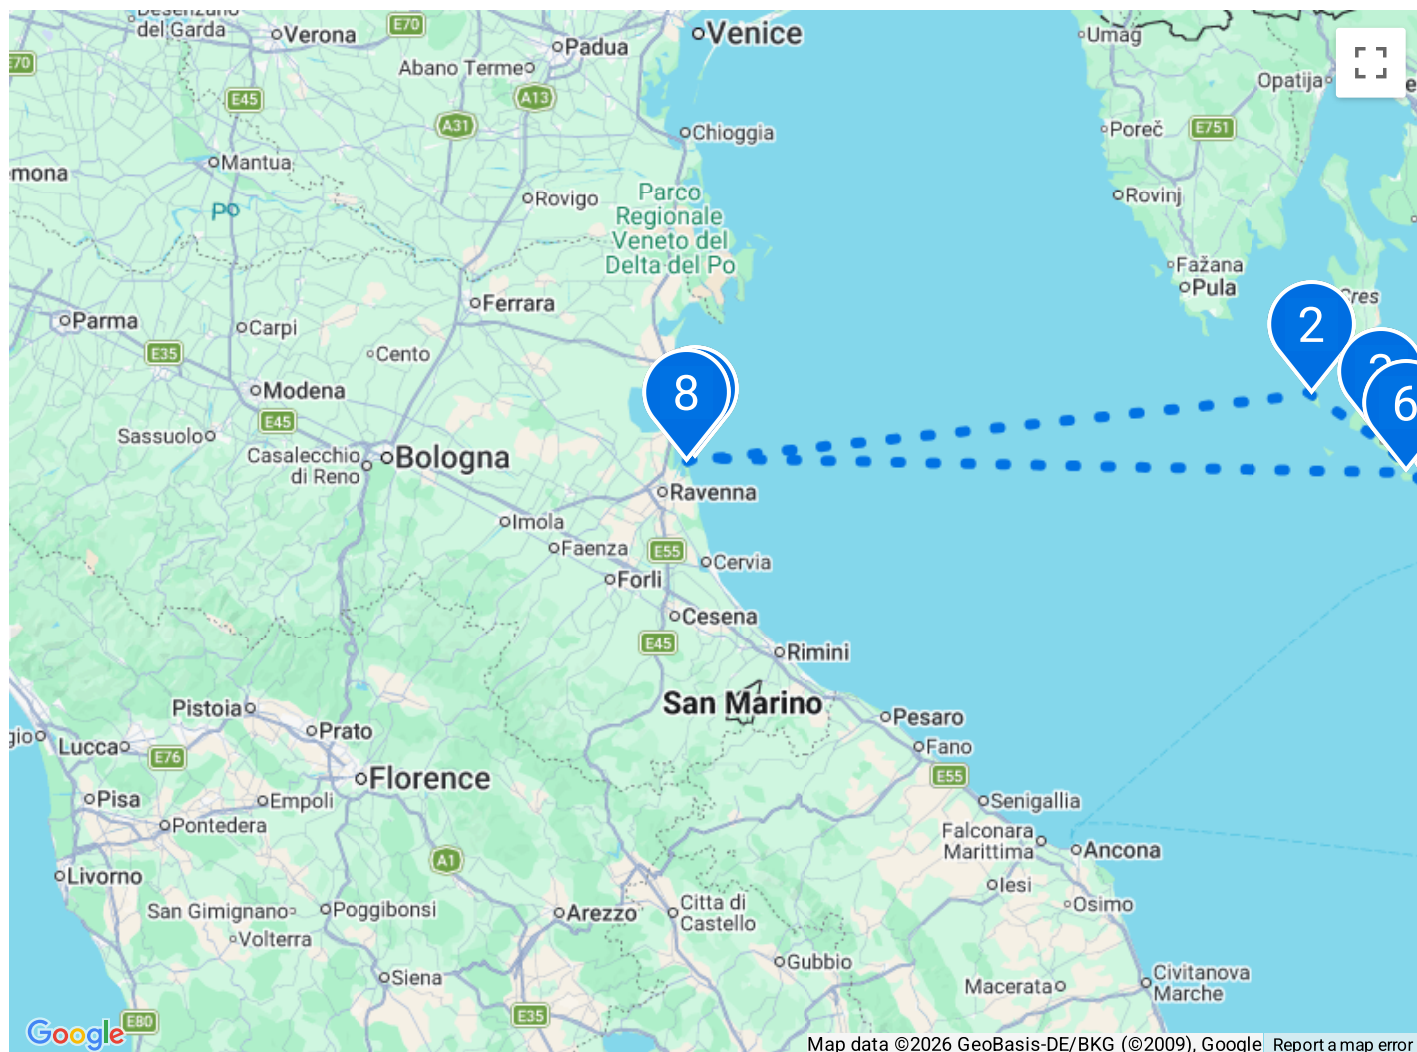 Desenzano
del Garda
Verona
E70
Padua
Venice
Umag
E70
Abano Terme
Opatija
E45
A13
A31
Chioggia
Poreč
E751
Mantua
mona
Parco
Regionale
Veneto del
Delta del Po
Rovigo
Rovinj
Po
Fažana
Pula
Cres
Ferrara
Parma
Carpi
E35
Cento
2
Modena
8
6
E45
Sassuolo
Casalecchio
di Reno
Bologna
Ravenna
Imola
Faenza
E55
Cervia
Forli
Cesena
E45
Rimini
San Marino
Pistoia
Prato
Pesaro
gio
Lucca
E76
Fano
Florence
E55
Pisa
Empoli
Senigallia
Pontedera
Falconara
Marittima
Ancona
A1
Livorno
Iesi
San Gimignano
Poggibonsi
Arezzo
Citta di
Castello
Osimo
Volterra
Gubbio
Siena
Macerata
Civitanova
Marche
E80
E35
Google
Map data ©2026 GeoBasis-DE/BKG (©2009), Google
Report a map error